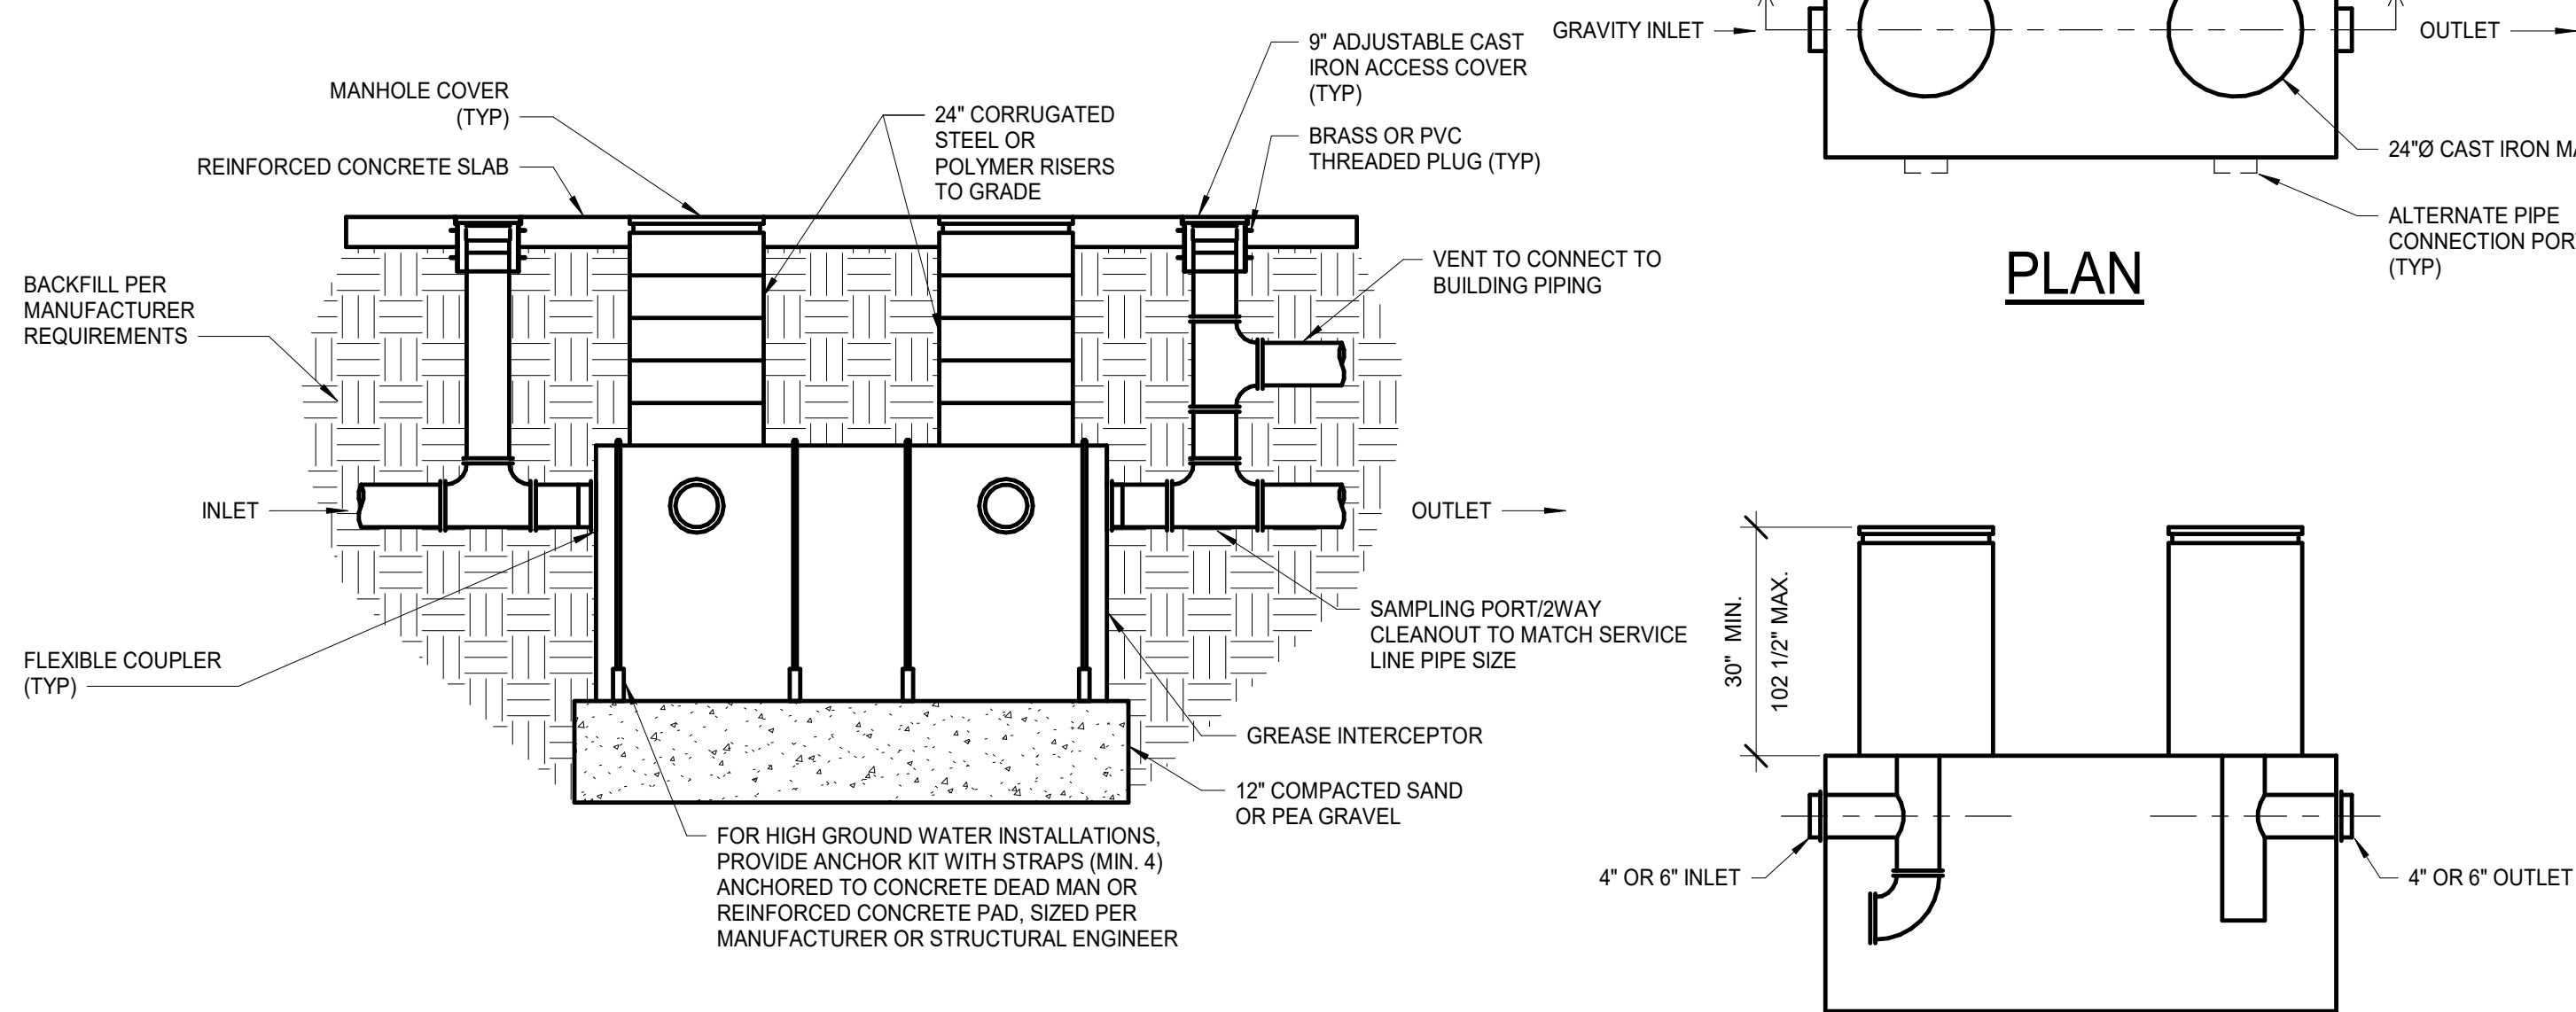 MANHOLE COVER
(TYP)
REINFORCED CONCRETE SLAB
24" CORRUGATED
STEEL OR
POLYMER RISERS
TO GRADE
9" ADJUSTABLE CAST
IRON ACCESS COVER
(TYP)
BRASS OR PVC
THREADED PLUG (TYP)
VENT TO CONNECT TO
BUILDING PIPING
BACKFILL PER
MANUFACTURER
REQUIREMENTS
INLET
OUTLET
FLEXIBLE COUPLER
(TYP)
SAMPLING PORT/2WAY
CLEANOUT TO MATCH SERVICE
LINE PIPE SIZE
GREASE INTERCEPTOR
12" COMPACTED SAND
OR PEA GRAVEL
FOR HIGH GROUND WATER INSTALLATIONS,
PROVIDE ANCHOR KIT WITH STRAPS (MIN. 4)
ANCHORED TO CONCRETE DEAD MAN OR
REINFORCED CONCRETE PAD, SIZED PER
MANUFACTURER OR STRUCTURAL ENGINEER
GRAVITY INLET
OUTLET
24"Ø CAST IRON
ALTERNATE PIPE
CONNECTION
(TYP)
PLAN
30" MIN.
102 1/2" MAX.
4" OR 6" INLET
4" OR 6" OUTLET